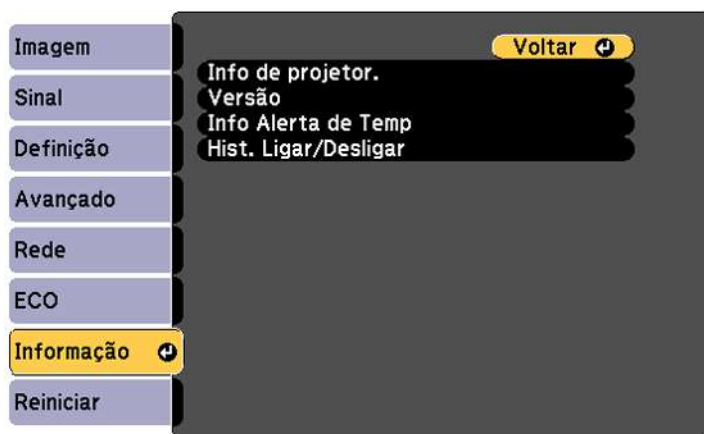 Imagem
Sinal
Definição
Avançado
Rede
ECO
Informação
Reiniciar
Voltar
Info de projetor.
Versão
Info Alerta de Temp
Hist. Ligar/Desligar